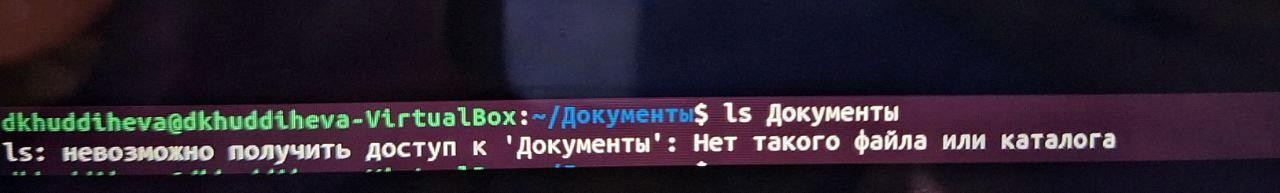 dkhuddiheva@dkhuddiheva-VirtualBox:~/Документы$ ls Документы
ls: невозможно получить доступ к 'Документы': Нет такого файла или каталога